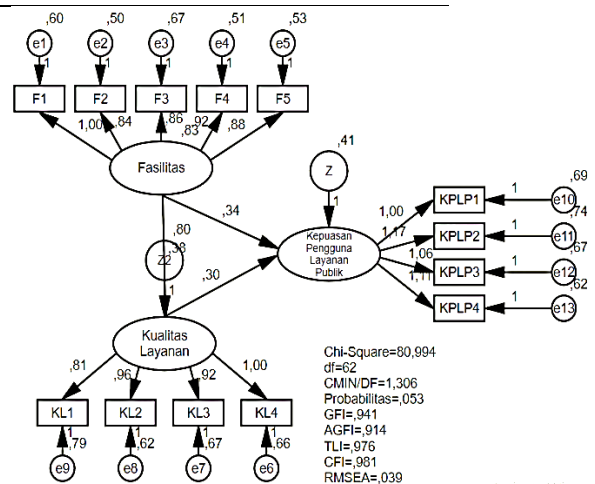 ,60 ,50 ,67 ,51 ,53
e1 e2 e3 e4 e5
1 1 1 1 1
F1 F2 F3 F4 F5
1,00 ,84 ,86 ,92 ,88
,83
Fasilitas
,41
Z
1
,34
,80
Z2 ,38
1
,30
Kepuasan
Pengguna
Layanan
Publik
1,00 KPLP1 1 e10 ,69
1,17 KPLP2 1 e11 ,74
1,06 KPLP3 1 e12 ,67
1,11 KPLP4 1 e13 ,62
Kualitas
Layanan
,81 ,96 ,92 1,00
KL1 KL2 KL3 KL4
1 1 1 1
,79 ,62 ,67 ,66
e9 e8 e7 e6
Chi-Square=80,994
df=62
CMIN/DF=1,306
Probabilitas=,053
GFI=,941
AGFI=,914
TLI=,976
CFI=,981
RMSEA=,039